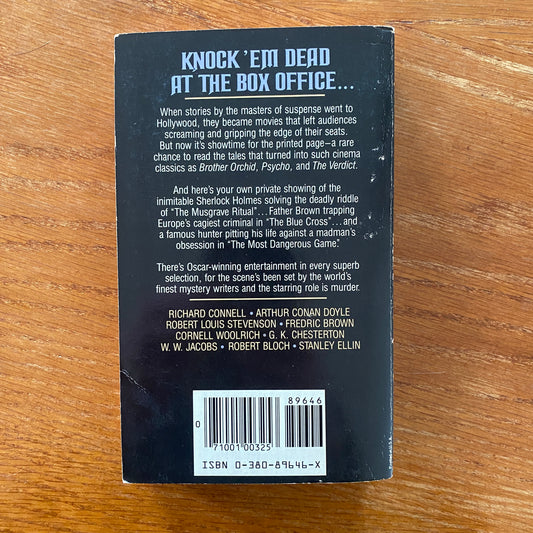 KNOCK 'EM DEAD
AT THE BOX OFFICE...
When stories by the masters of suspense went to
Hollywood, they became movies that left audiences
screaming and gripping the edge of their seats.
But now it's showtime for the printed page—a rare
chance to read the tales that turned into such cinema
classics as Brother Orchid, Psycho, and The Verdict.
And here's your own private showing of the
inimitable Sherlock Holmes solving the deadly riddle
of "The Musgrave Ritual"... Father Brown trapping
Europe's cagiest criminal in "The Blue Cross"... and
a famous hunter pitting his life against a madman's
obsession in "The Most Dangerous Game."
There's Oscar-winning entertainment in every superb
selection, for the scene's been set by the world's
finest mystery writers and the starring role is murder.
RICHARD CONNELL • ARTHUR CONAN DOYLE
ROBERT LOUIS STEVENSON • FREDRIC BROWN
CORNELL WOOLRICH • G. K. CHESTERTON
W. W. JACOBS • ROBERT BLOCH • STANLEY ELLIN
89646
0
71001 00325
ISBN 0-380-89646-X